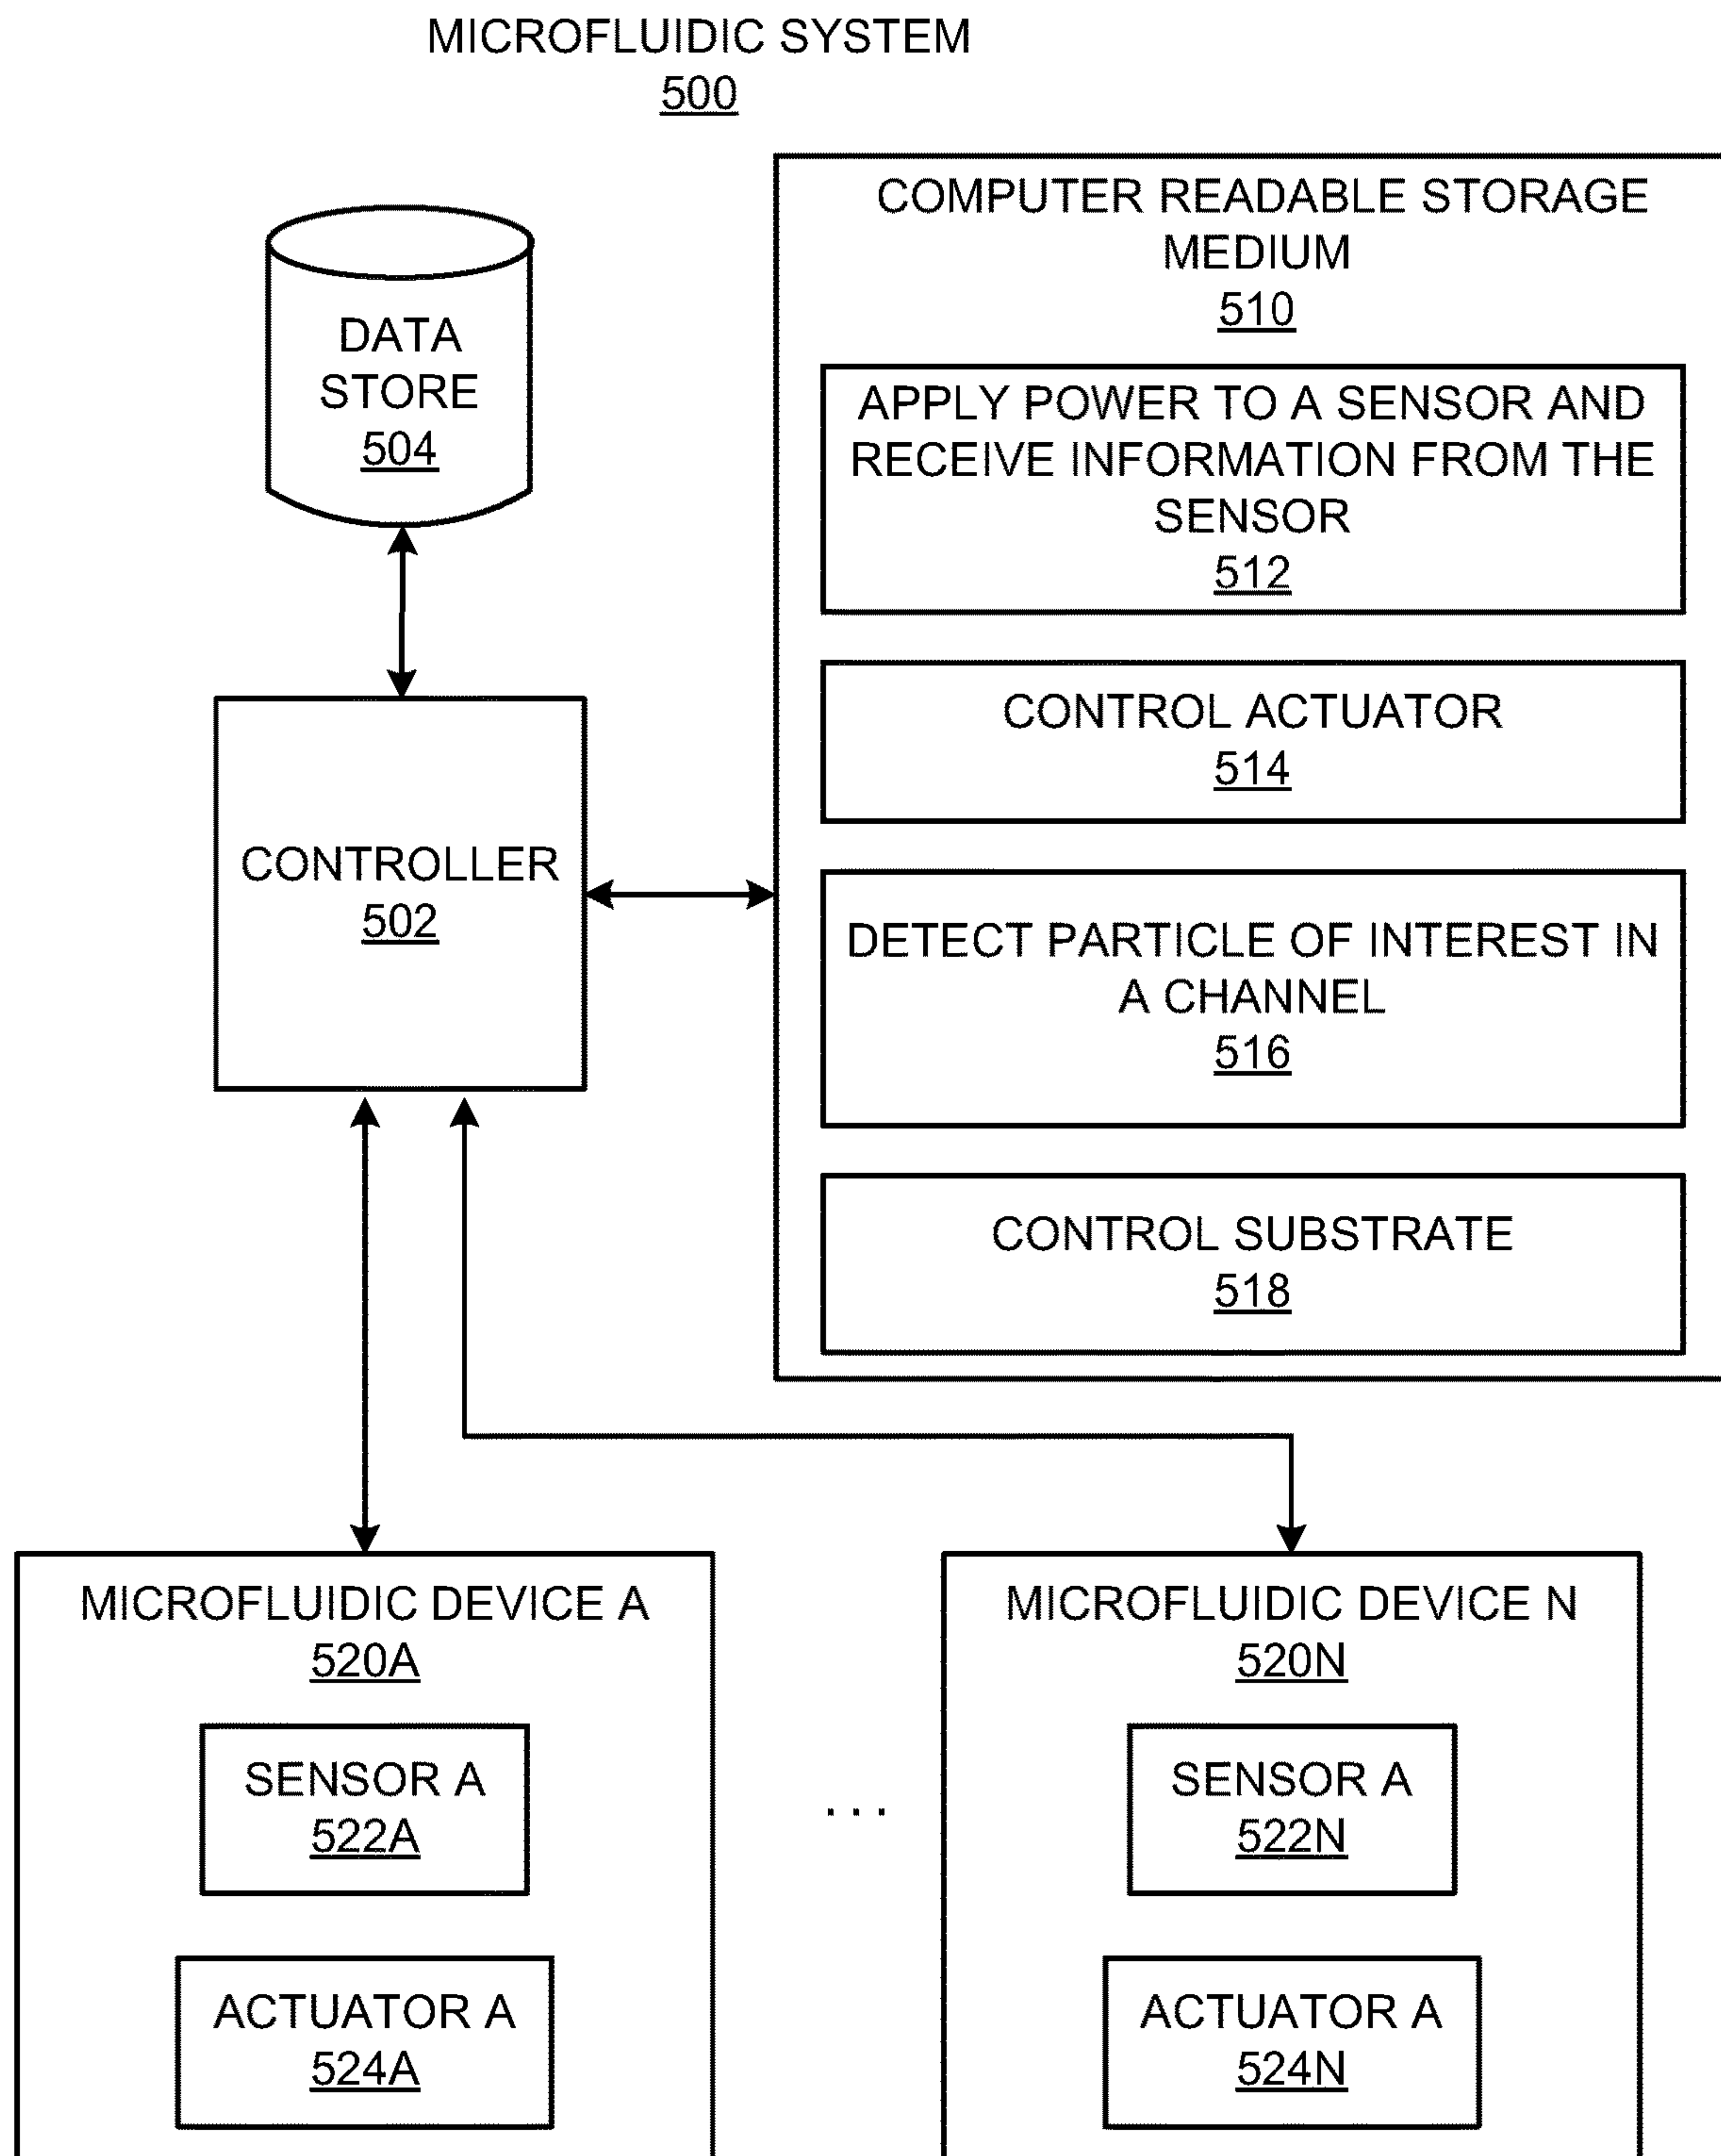 MICROFLUIDIC SYSTEM
500
COMPUTER READABLE STORAGE
MEDIUM
510
DATA
STORE
504
APPLY POWER TO A SENSOR AND
RECEIVE INFORMATION FROM THE
SENSOR
512
CONTROL ACTUATOR
514
CONTROLLER
502
DETECT PARTICLE OF INTEREST IN
A CHANNEL
516
CONTROL SUBSTRATE
518
MICROFLUIDIC DEVICE A
520A
SENSOR A
522A
ACTUATOR A
524A
. . .
MICROFLUIDIC DEVICE N
520N
SENSOR A
522N
ACTUATOR A
524N